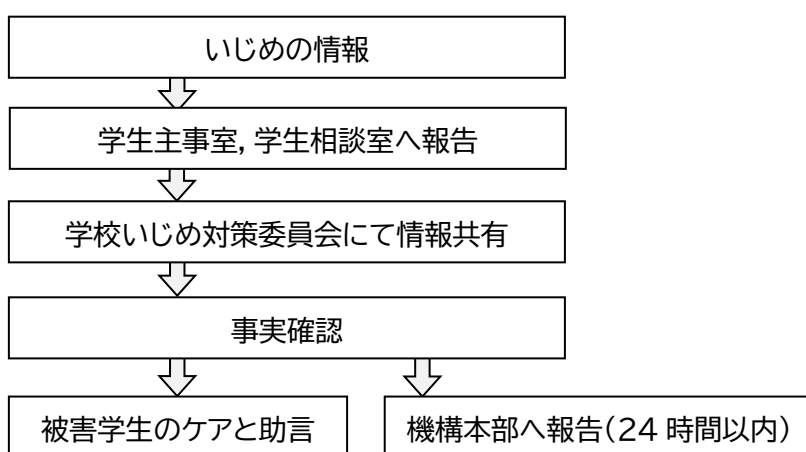 いじめの情報
学生主事室，学生相談室へ報告
学校いじめ対策委員会にて情報共有
事実確認
被害学生のケアと助言
機構本部へ報告（24 時間以内）